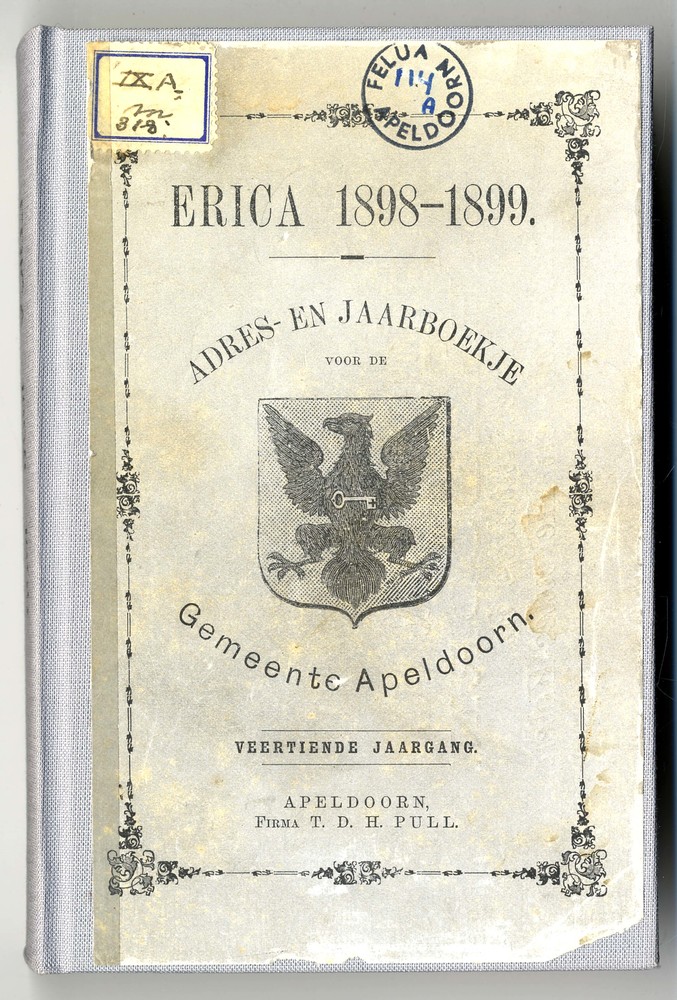 IX A
818.
FELUA
114
A
APELDOORN
ERICA 1898–1899.
ADRES- EN JAARBOEKJE
VOOR DE
Gemeente Apeldoorn.
VEERTIENDE JAARGANG.
APELDOORN,
FIRMA T. D. H. PULL.